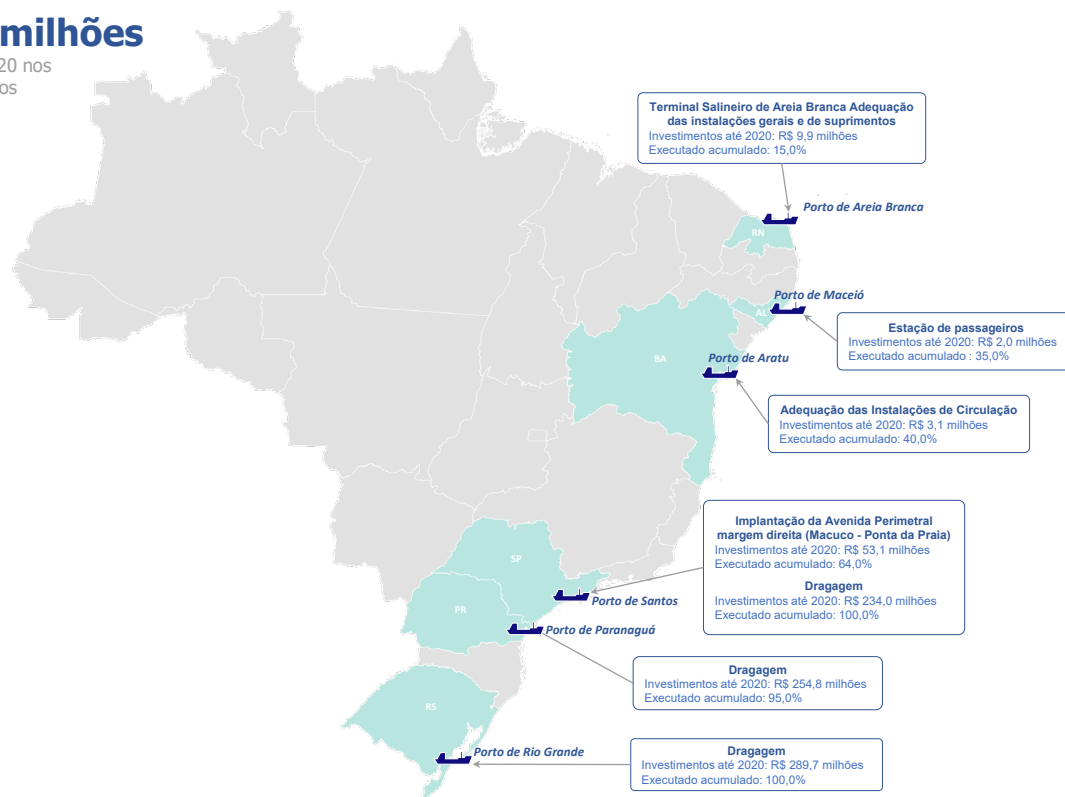 milhões
20 nos
os
Terminal Salineiro de Areia Branca Adequação
das instalações gerais e de suprimentos
Investimentos até 2020: R$ 9,9 milhões
Executado acumulado: 15,0%
Porto de Areia Branca
RN
Porto de Maceió
AL
Estação de passageiros
Investimentos até 2020: R$ 2,0 milhões
Executado acumulado : 35,0%
BA
Porto de Aratu
Adequação das Instalações de Circulação
Investimentos até 2020: R$ 3,1 milhões
Executado acumulado: 40,0%
Implantação da Avenida Perimetral
margem direita (Macuco - Ponta da Praia)
Investimentos até 2020: R$ 53,1 milhões
Executado acumulado: 64,0%
Dragagem
Investimentos até 2020: R$ 234,0 milhões
Executado acumulado: 100,0%
SP
Porto de Santos
PR
Porto de Paranaguá
Dragagem
Investimentos até 2020: R$ 254,8 milhões
Executado acumulado: 95,0%
RS
Porto de Rio Grande
Dragagem
Investimentos até 2020: R$ 289,7 milhões
Executado acumulado: 100,0%